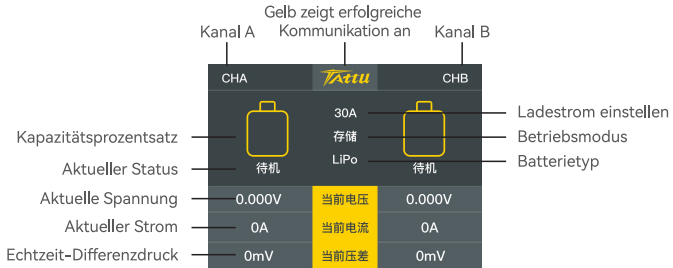 Gelb zeigt erfolgreiche
Kommunikation an
Kanal A
Kanal B
CHA
TATTU
CHB
30A
Ladestrom einstellen
存储
Betriebsmodus
Kapazitätsprozentsatz
LiPo
Batterietyp
Aktueller Status
待机
待机
Aktuelle Spannung
0.000V
当前电压
0.000V
Aktueller Strom
0A
当前电流
0A
Echtzeit-Differenzdruck
0mV
当前压差
0mV